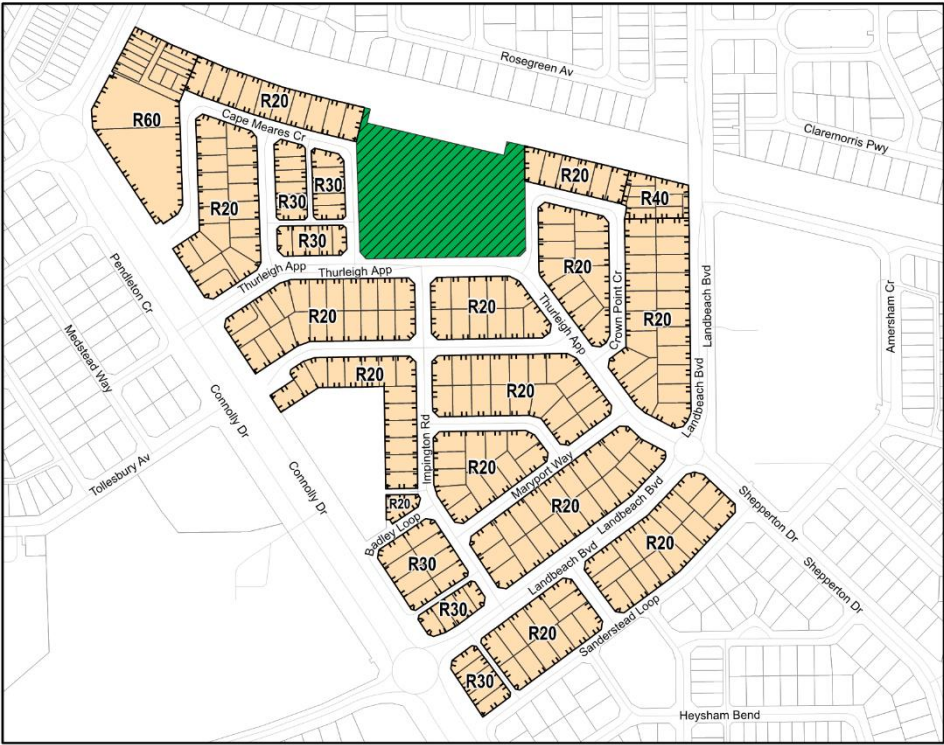 Rosegreen Av
R20
R60
Cape Meares Cr
Claremorris Pwy
R20
R30
R40
R30
R20
R30
Pendleton Cr
Thurleigh App
Thurleigh App
R20
Crown Point Cr
Landbeach Bvd
Amersham Cr
R20
R20
Thurleigh App
R20
Medstead Way
R20
Landbeach Bvd
R20
Connolly Dr
Impington Rd
Tollesbury Av
R20
Maryport Way
Connolly Dr
R20
R20
Landbeach Bvd
Shepperton Dr
Badley Loop
R20
R30
Landbeach Bvd
Shepperton Dr
R30
R20
Sanderstead Loop
R30
Heysham Bend